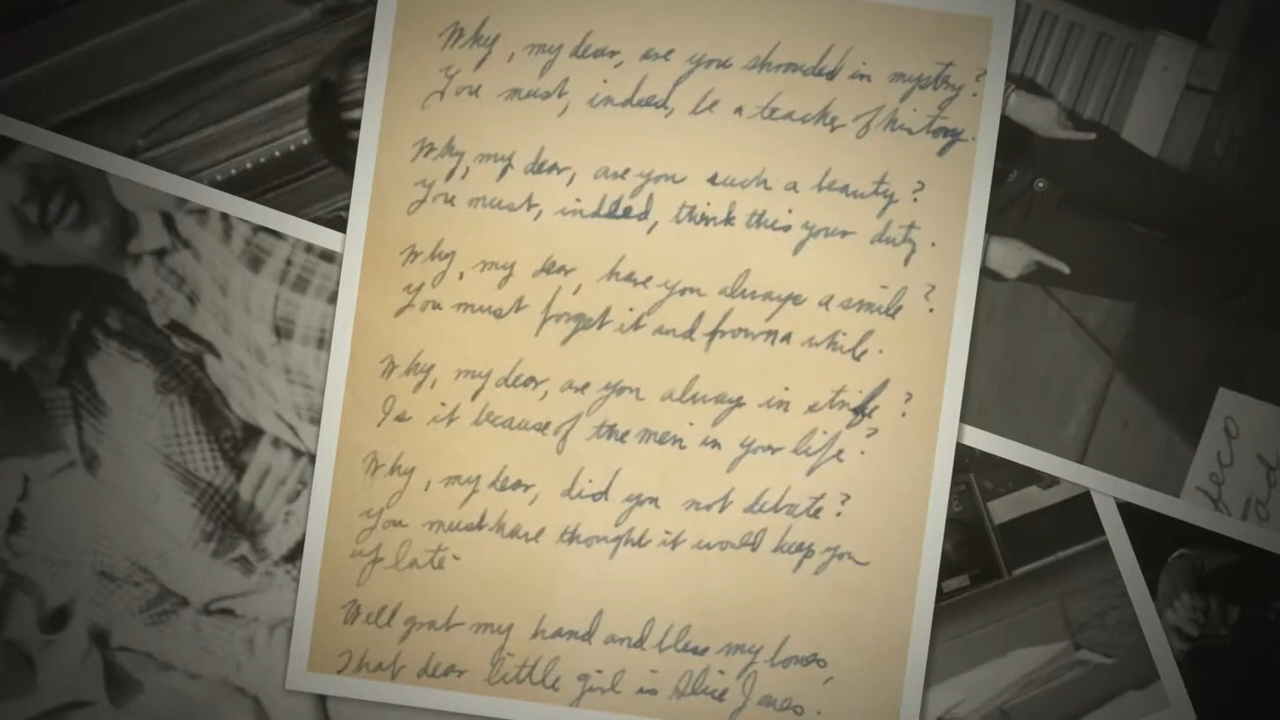 Why, my dear, are you shrouded in mystry?
You must, indeed, be a teacher of history.
Why, my dear, are you such a beauty?
You must, indeed, think this your duty.
Why, my dear, have you always a smile?
You must forget it and frown a while.
Why, my dear, are you alway in strife?
Is it because of the men in your life?
Why, my dear, did you not debate?
You must have thought it would keep you
up late.
Well grab my hand and bless my bones,
That dear little girl is Alice Jones.